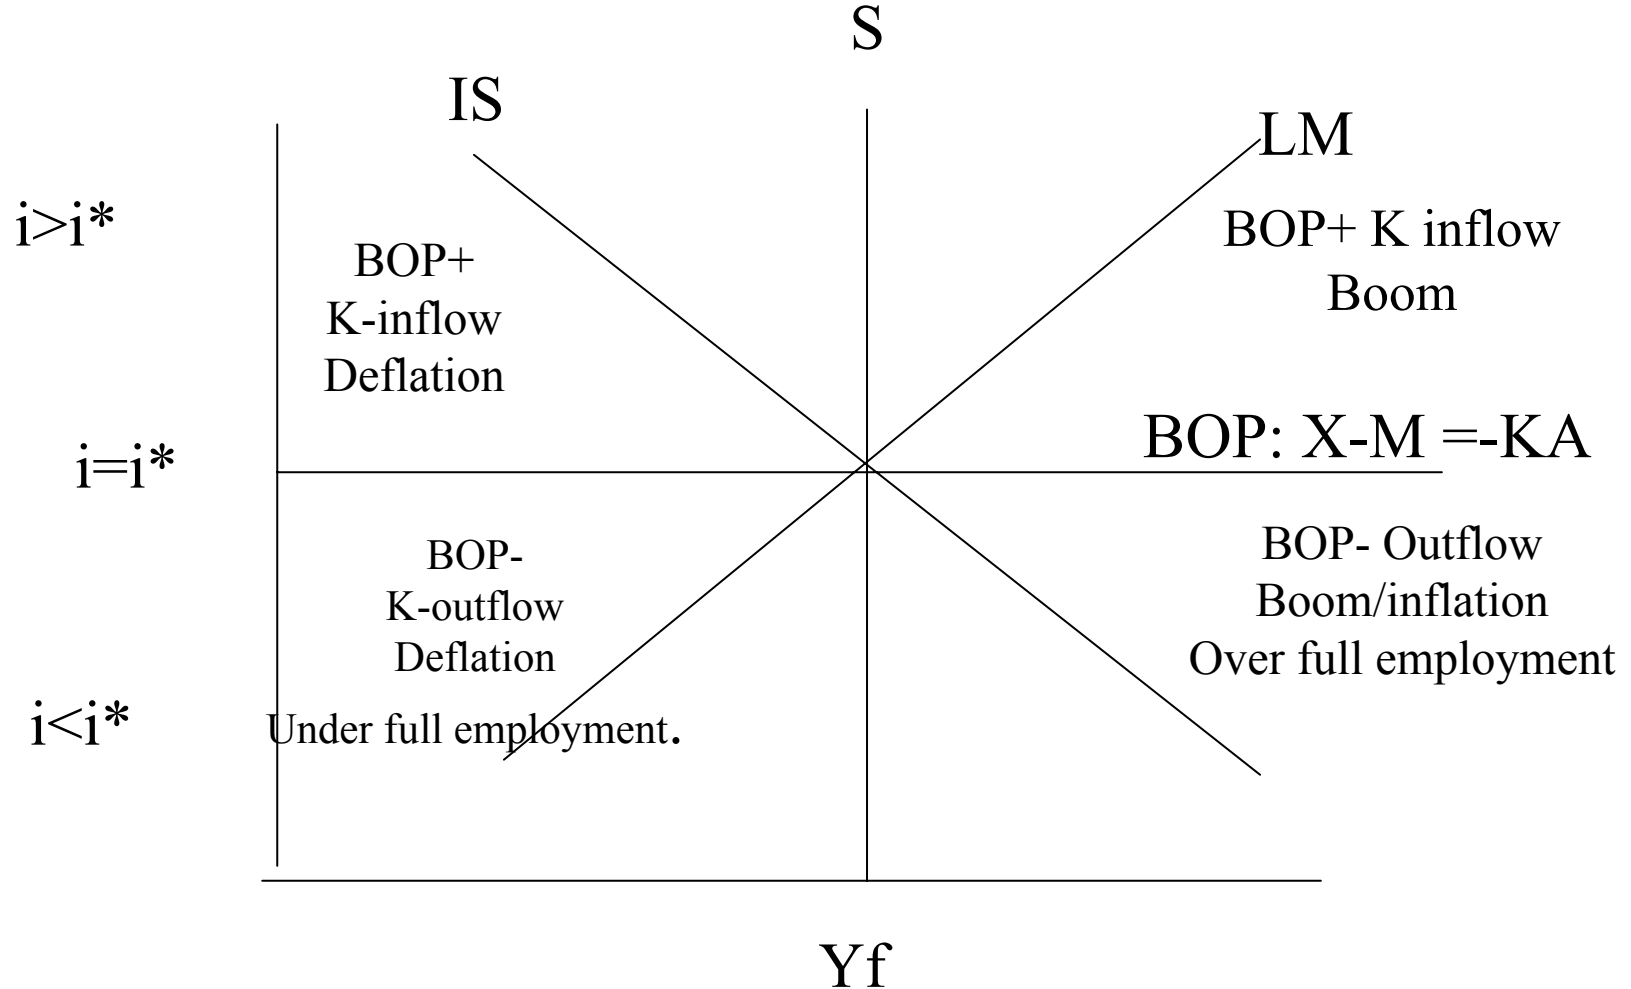 S
IS
LM
i>i*
BOP+ K inflow
Boom
BOP+
K-inflow
Deflation
BOP: X-M =-KA
i=i*
BOP- Outflow
Boom/inflation
Over full employment
BOP-
K-outflow
Deflation
Under full employment.
i<i*
Yf